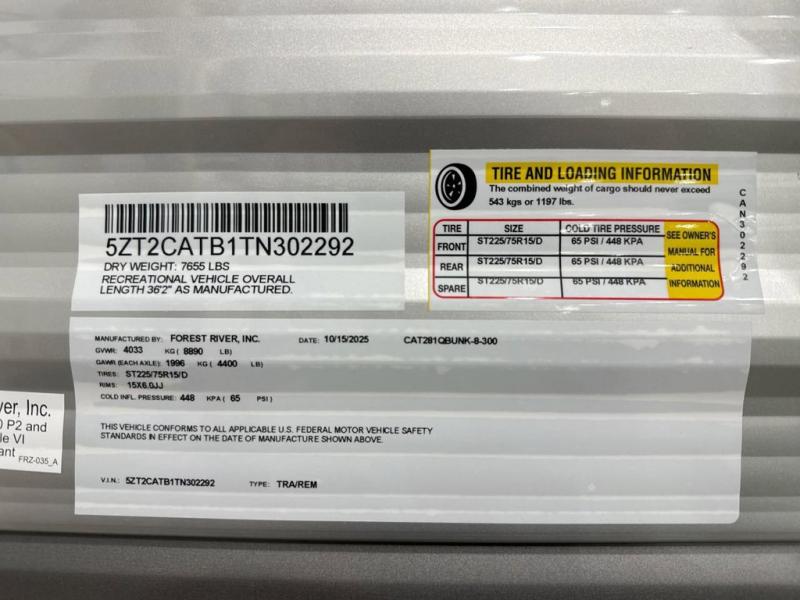 TIRE AND LOADING INFORMATION
The combined weight of cargo should never exceed
543 kgs or 1197 lbs.
TIRE SIZE COLD TIRE PRESSURE SEE OWNER'S MANUAL FOR ADDITIONAL INFORMATION
FRONT ST225/75R15/D 65 PSI / 448 KPA
REAR ST225/75R15/D 65 PSI / 448 KPA
SPARE ST225/75R15/D 65 PSI / 448 KPA
CAN302292
5ZT2CATB1TN302292
DRY WEIGHT: 7655 LBS
RECREATIONAL VEHICLE OVERALL
LENGTH 36'2" AS MANUFACTURED.
MANUFACTURED BY: FOREST RIVER, INC. DATE: 10/15/2025 CAT281QBUNK-8-300
GVWR: 4033 KG ( 8890 LB)
GAWR (EACH AXLE): 1996 KG ( 4400 LB)
TIRES: ST225/75R15/D
RIMS: 15X6.0JJ
COLD INFL. PRESSURE: 448 KPA ( 65 PSI )
THIS VEHICLE CONFORMS TO ALL APPLICABLE U.S. FEDERAL MOTOR VEHICLE SAFETY
STANDARDS IN EFFECT ON THE DATE OF MANUFACTURE SHOWN ABOVE.
V.I.N.: 5ZT2CATB1TN302292 TYPE: TRA/REM
ver, Inc.
P2 and
le VI
ant FRZ-035_A